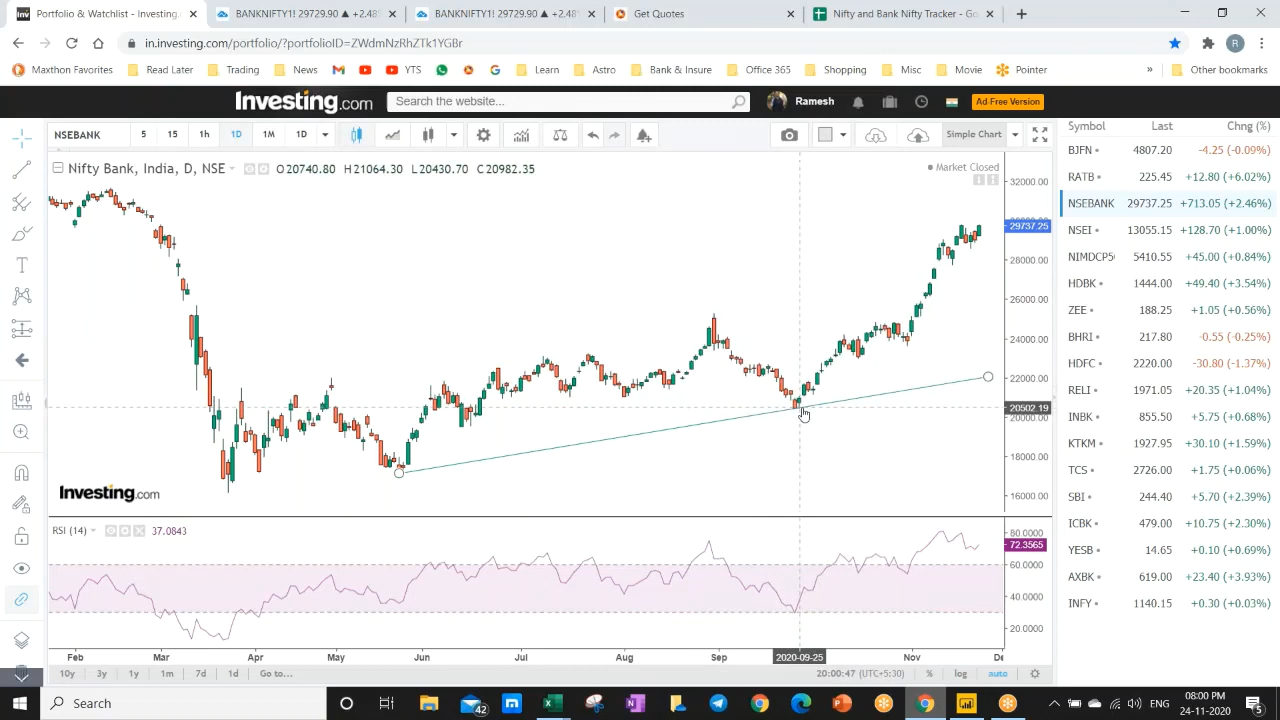 Portfolio & Watchlist - Investing.
BANKNIFTY1! 29729.90 ▲ +2.48%
BANKNIFTY1! 29729.90 ▲ +2.48%
Get Quotes
Nifty and Bank Nifty Tracker - Go
in.investing.com/portfolio/?portfolioID=ZWdmNzRhZTk1YGBr
Maxthon Favorites Read Later Trading News YTS Learn Astro Bank & Insure Office 365 Shopping Misc Movie Pointer » Other bookmarks
Investing.com Search the website... Ramesh Ad-Free Version
NSEBANK 5 15 1h 1D 1M 1D Simple Chart
Nifty Bank, India, D, NSE O20740.80 H21064.30 L20430.70 C20982.35
Market Closed
32000.00
29737.25
28000.00
26000.00
24000.00
22000.00
20502.19
20000.00
18000.00
16000.00
Investing.com
RSI (14) 37.0843
80.0000
72.3565
60.0000
40.0000
20.0000
Feb Mar Apr May Jun Jul Aug Sep 2020-09-25 Nov De
10y 3y 1y 1m 7d 1d Go to... 20:00:47 (UTC+5:30) % log auto
Symbol Last Chng (%)
BJFN 4807.20 -4.25 (-0.09%)
RATB 225.45 +12.80 (+6.02%)
NSEBANK 29737.25 +713.05 (+2.46%)
NSEI 13055.15 +128.70 (+1.00%)
NIMDCP5 5410.55 +45.00 (+0.84%)
HDBK 1444.00 +49.40 (+3.54%)
ZEE 188.25 +1.05 (+0.56%)
BHRI 217.80 -0.55 (-0.25%)
HDFC 2220.00 -30.80 (-1.37%)
RELI 1971.05 +20.35 (+1.04%)
INBK 855.50 +5.75 (+0.68%)
KTKM 1927.95 +30.10 (+1.59%)
TCS 2726.00 +1.75 (+0.06%)
SBI 244.40 +5.70 (+2.39%)
ICBK 479.00 +10.75 (+2.30%)
YESB 14.65 +0.10 (+0.69%)
AXBK 619.00 +23.40 (+3.93%)
INFY 1140.15 +0.30 (+0.03%)
Search 42 ENG 08:00 PM
24-11-2020 5